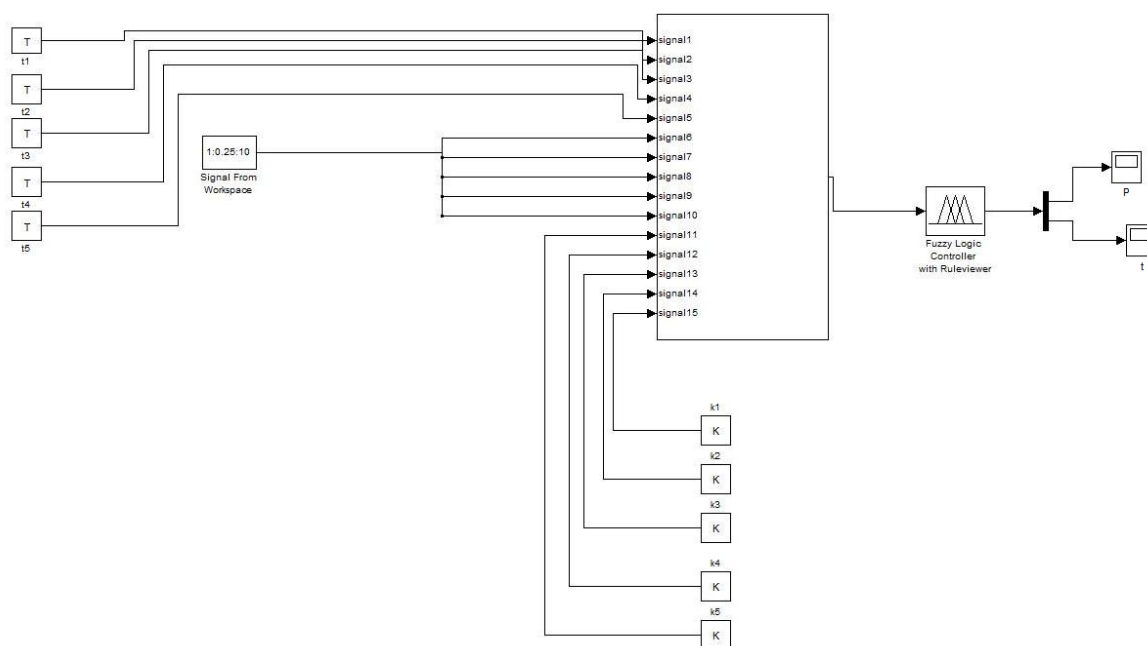 T
t1
T
t2
T
t3
T
t4
T
t5
1:0.25:10
Signal From
Workspace
signal1
signal2
signal3
signal4
signal5
signal6
signal7
signal8
signal9
signal10
signal11
signal12
signal13
signal14
signal15
Fuzzy Logic
Controller
with Ruleviewer
P
t
k1
K
k2
K
k3
K
k4
K
k5
K